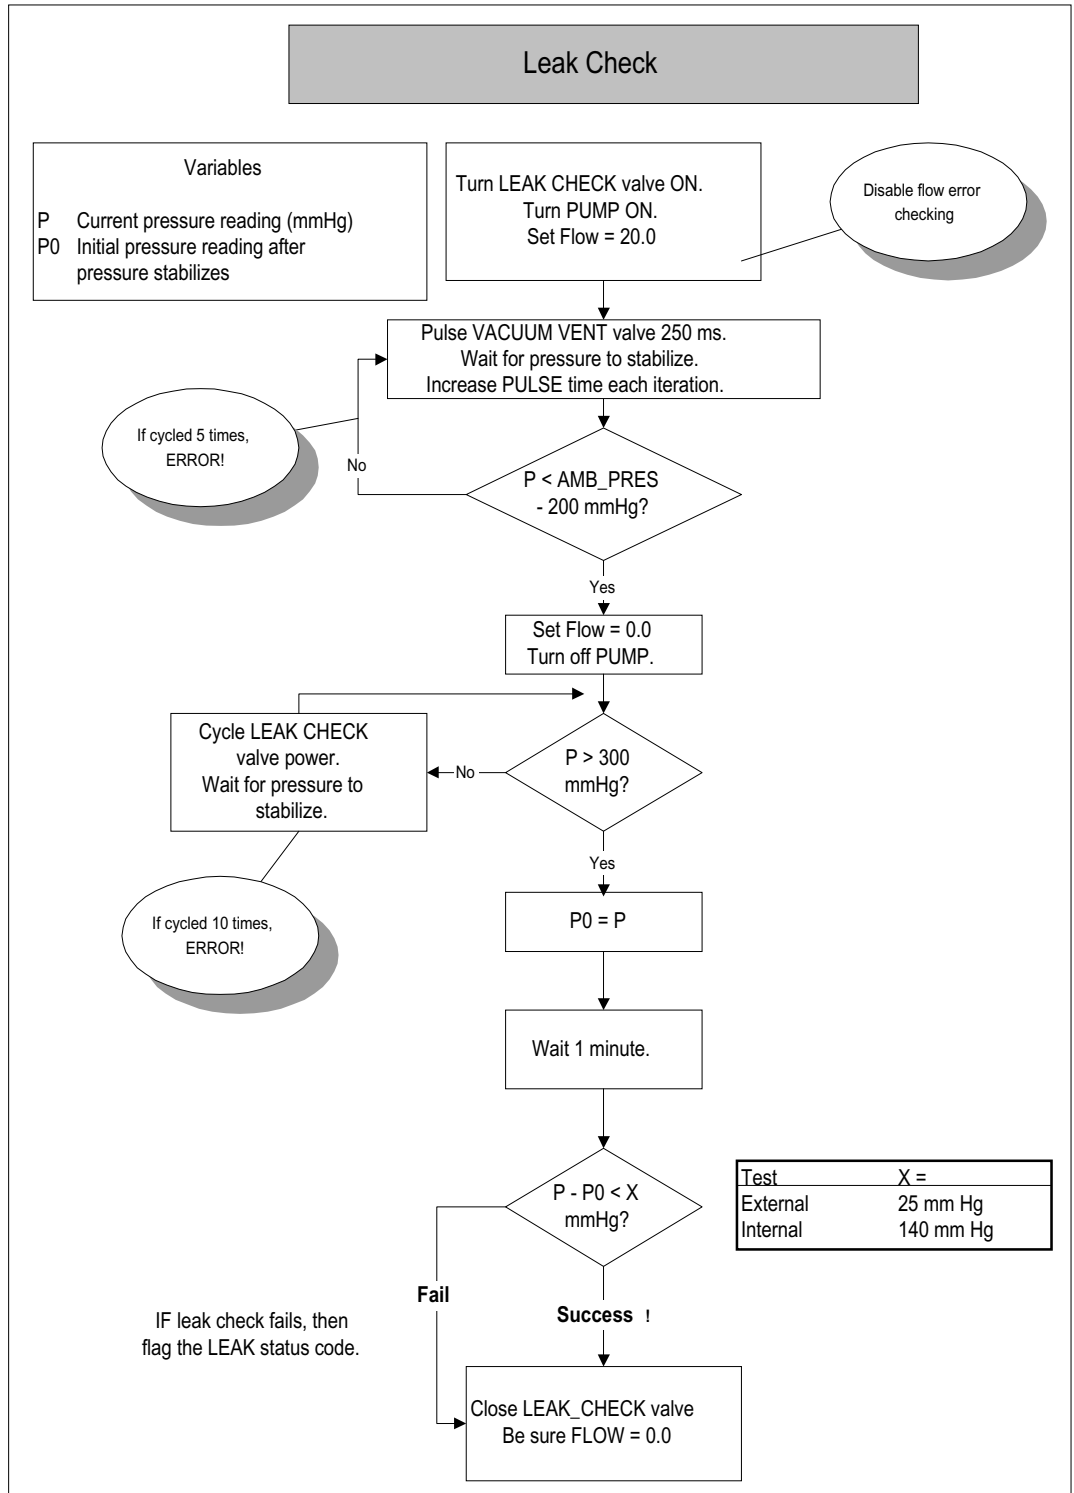 Leak Check
Variables
P Current pressure reading (mmHg)
P0 Initial pressure reading after
pressure stabilizes
Turn LEAK CHECK valve ON.
Turn PUMP ON.
Set Flow = 20.0
Disable flow error
checking
Pulse VACUUM VENT valve 250 ms.
Wait for pressure to stabilize.
Increase PULSE time each iteration.
If cycled 5 times,
ERROR!
No
P < AMB_PRES
- 200 mmHg?
Yes
Set Flow = 0.0
Turn off PUMP.
Cycle LEAK CHECK
valve power.
Wait for pressure to
stabilize.
No
P > 300
mmHg?
Yes
If cycled 10 times,
ERROR!
P0 = P
Wait 1 minute.
P - P0 < X
mmHg?
Test X =
External 25 mm Hg
Internal 140 mm Hg
Fail
Success !
IF leak check fails, then
flag the LEAK status code.
Close LEAK_CHECK valve
Be sure FLOW = 0.0